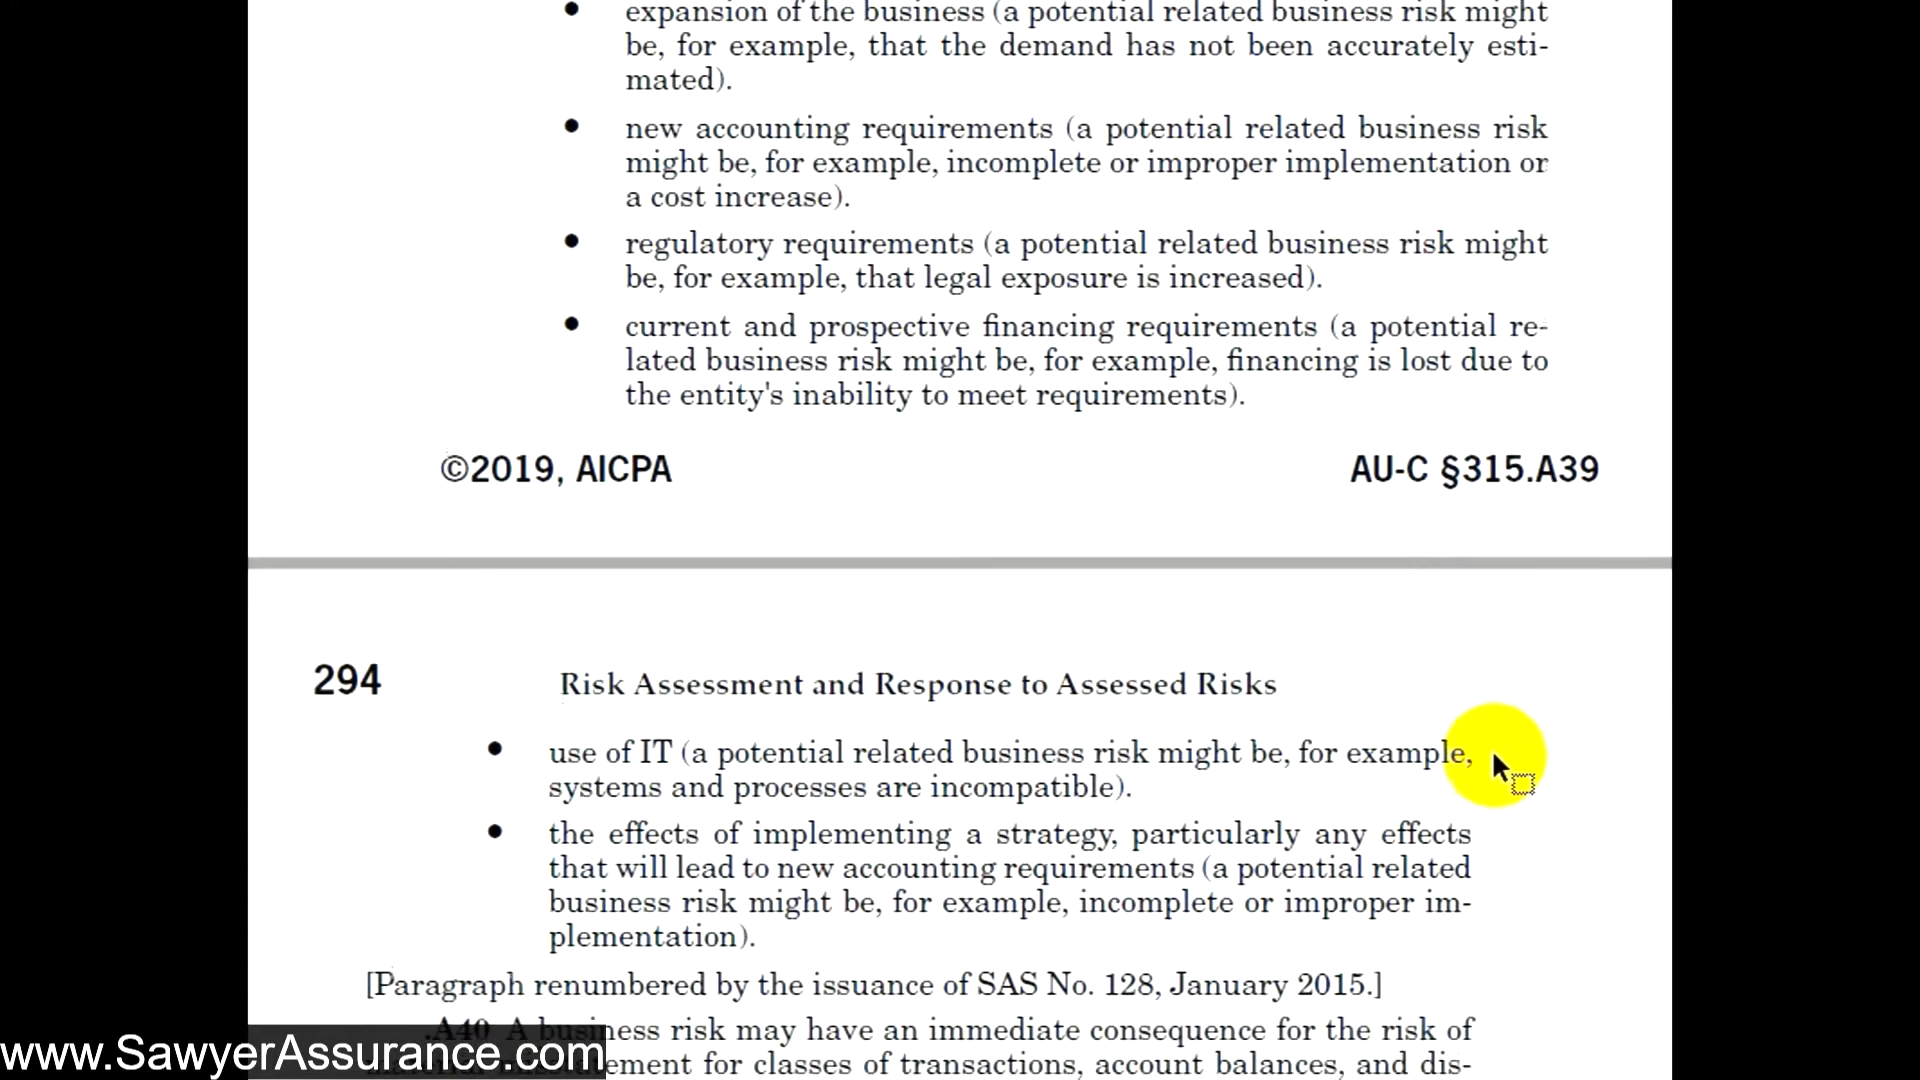 • expansion of the business (a potential related business risk might
be, for example, that the demand has not been accurately esti-
mated).
• new accounting requirements (a potential related business risk
might be, for example, incomplete or improper implementation or
a cost increase).
• regulatory requirements (a potential related business risk might
be, for example, that legal exposure is increased).
• current and prospective financing requirements (a potential re-
lated business risk might be, for example, financing is lost due to
the entity's inability to meet requirements).
©2019, AICPA AU-C §315.A39
294 Risk Assessment and Response to Assessed Risks
• use of IT (a potential related business risk might be, for example,
systems and processes are incompatible).
• the effects of implementing a strategy, particularly any effects
that will lead to new accounting requirements (a potential related
business risk might be, for example, incomplete or improper im-
plementation).
[Paragraph renumbered by the issuance of SAS No. 128, January 2015.]
.A40 A business risk may have an immediate consequence for the risk of
material misstatement for classes of transactions, account balances, and dis-
www.SawyerAssurance.com